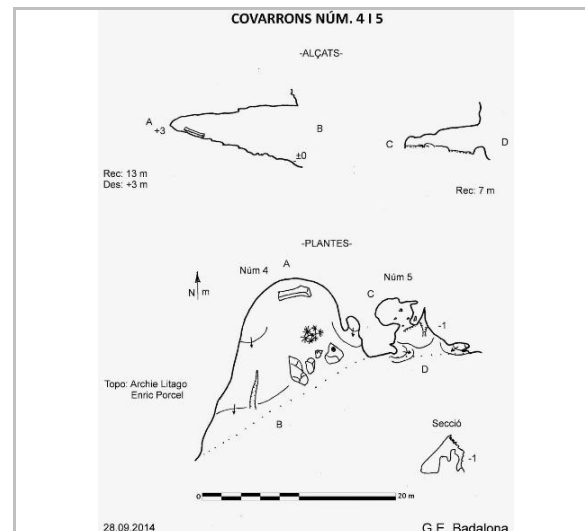 COVARRONS NÚM. 4 I 5
-ALÇATS-
A
+3
B
±0
C
D
Rec: 13 m
Des: +3 m
Rec: 7 m
-PLANTES-
Núm 4
A
Núm 5
N
m
C
-1
D
Topo: Archie Litago
Enric Porcel
B
Secció
-1
0
20 m
28.09.2014
G.E. Badalona